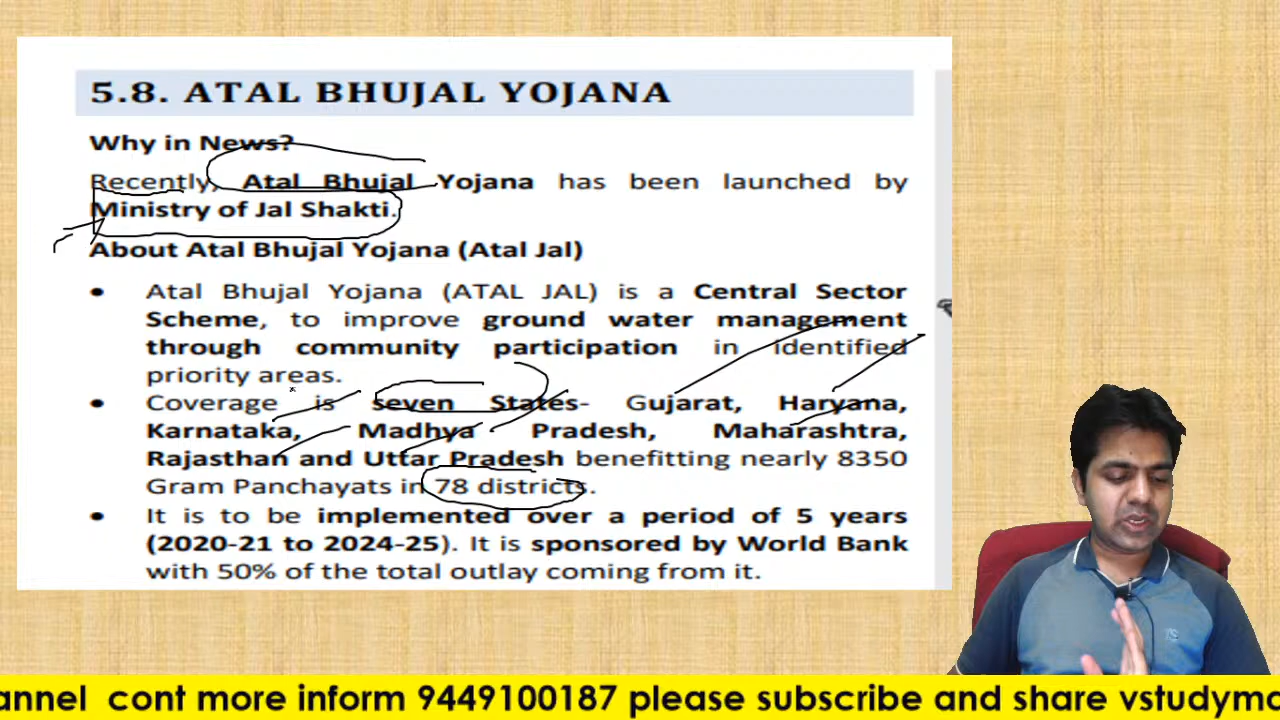 5.8. ATAL BHUJAL YOJANA
Why in News?
Recently, Atal Bhujal Yojana has been launched by
Ministry of Jal Shakti.
About Atal Bhujal Yojana (Atal Jal)
• Atal Bhujal Yojana (ATAL JAL) is a Central Sector
Scheme, to improve ground water management
through community participation in identified
priority areas.
• Coverage is seven States- Gujarat, Haryana,
Karnataka, Madhya Pradesh, Maharashtra,
Rajasthan and Uttar Pradesh benefitting nearly 8350
Gram Panchayats in 78 districts.
• It is to be implemented over a period of 5 years
(2020-21 to 2024-25). It is sponsored by World Bank
with 50% of the total outlay coming from it.
annel cont more inform 9449100187 please subscribe and share vstudyma